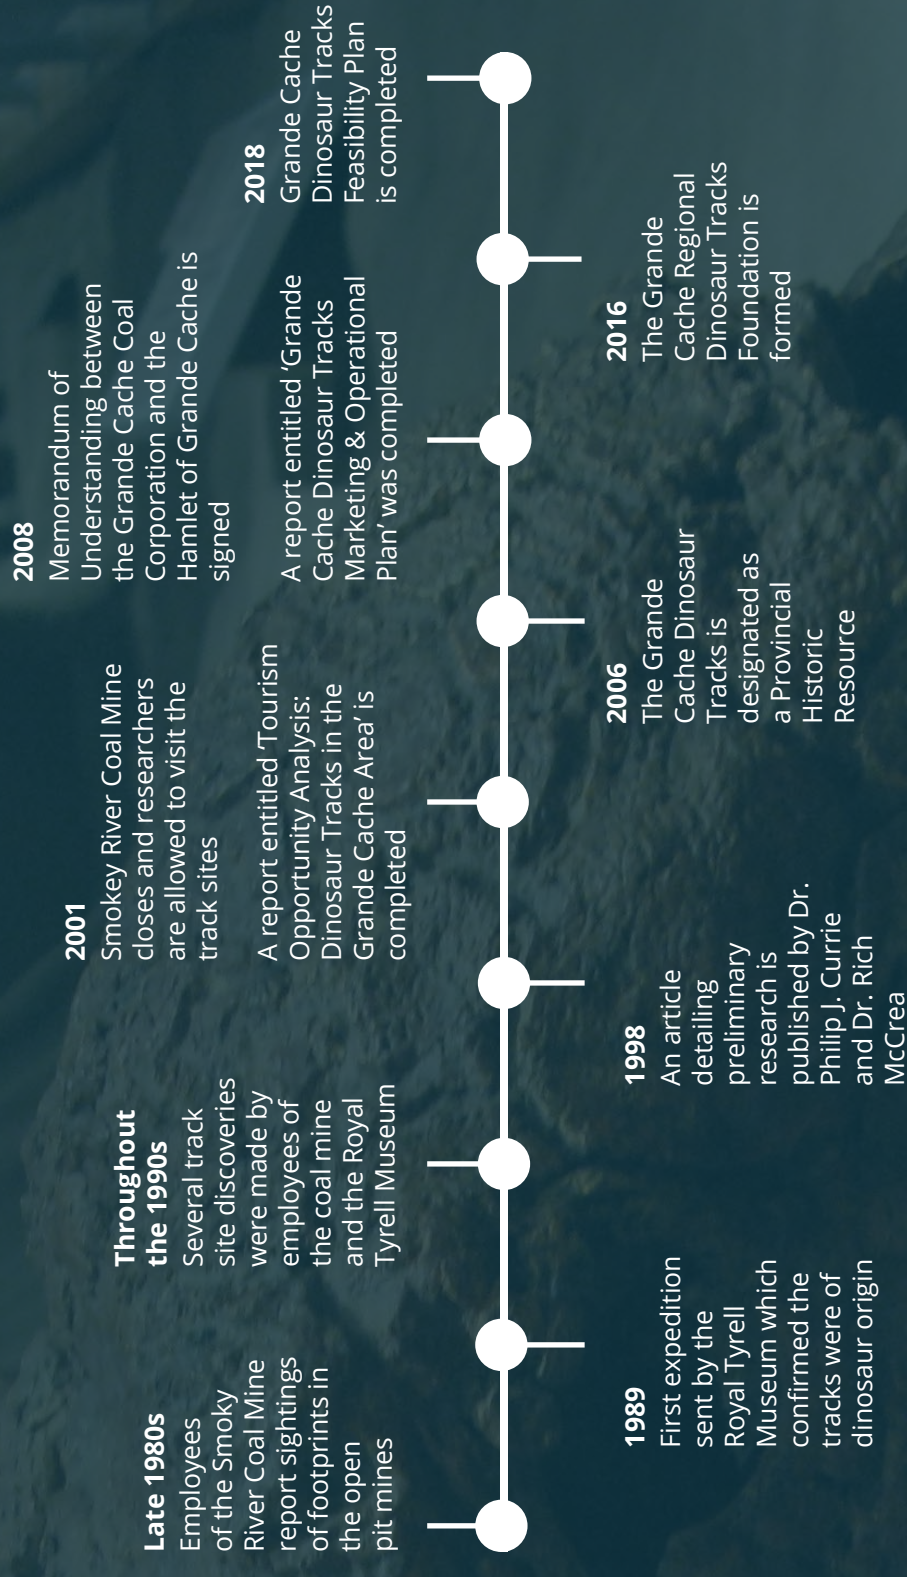 Late 1980s
Employees
of the Smoky
River Coal Mine
report sightings
of footprints in
the open
pit mines
1989
First expedition
sent by the
Royal Tyrell
Museum which
confirmed the
tracks were of
dinosaur origin
Throughout
the 1990s
Several track
site discoveries
were made by
employees of
the coal mine
and the Royal
Tyrell Museum
1998
An article
detailing
preliminary
research is
published by Dr.
Philip J. Currie
and Dr. Rich
McCrea
2001
Smokey River Coal Mine
closes and researchers
are allowed to visit the
track sites
A report entitled 'Tourism
Opportunity Analysis:
Dinosaur Tracks in the
Grande Cache Area' is
completed
2006
The Grande
Cache Dinosaur
Tracks is
designated as
a Provincial
Historic
Resource
2008
Memorandum of
Understanding between
the Grande Cache Coal
Corporation and the
Hamlet of Grande Cache is
signed
A report entitled ‘Grande
Cache Dinosaur Tracks
Marketing & Operational
Plan’ was completed
2016
The Grande
Cache Regional
Dinosaur Tracks
Foundation is
formed
2018
Grande Cache
Dinosaur Tracks
Feasibility Plan
is completed